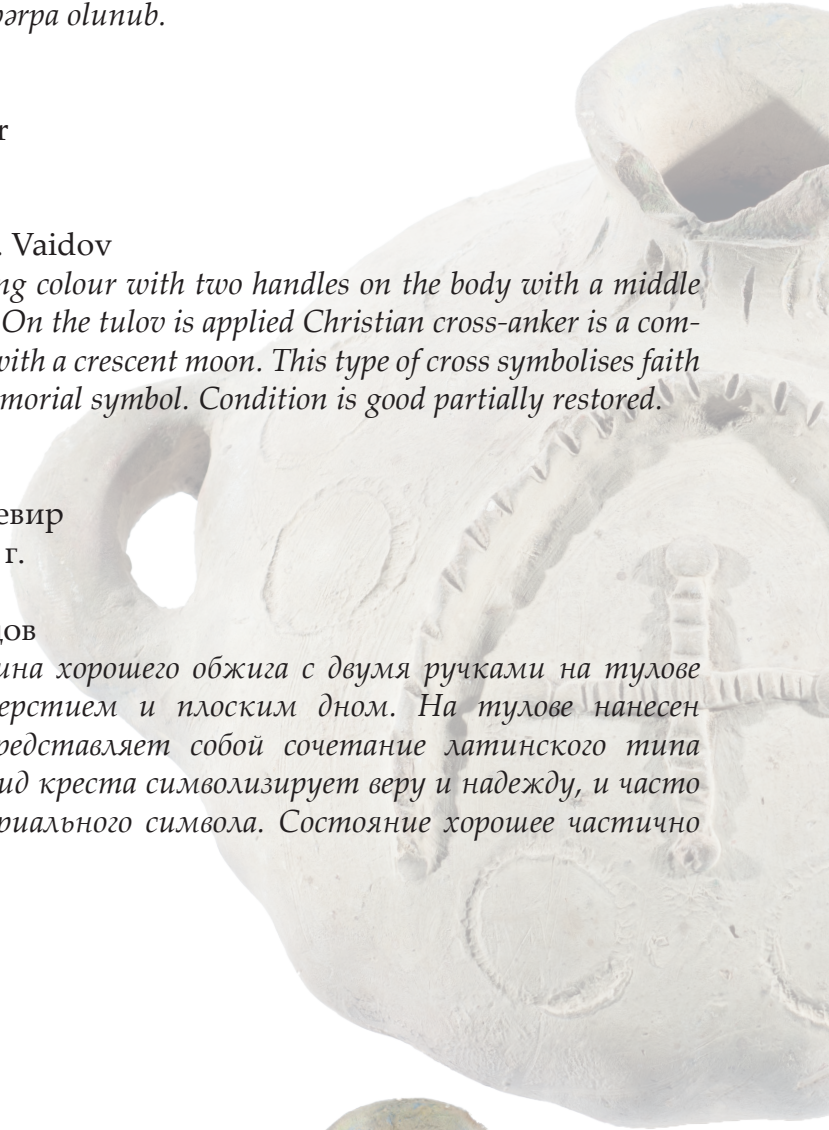 bərpa olunub.
r
. Vaidov
ng colour with two handles on the body with a middle
On the tulov is applied Christian cross-anker is a com-
with a crescent moon. This type of cross symbolises faith
morial symbol. Condition is good partially restored.
евир
г.
дов
ина хорошего обжига с двумя ручками на тулове
ерстием и плоским дном. На тулове нанесен
редставляет собой сочетание латинского типа
ид креста символизирует веру и надежду, и часто
риального символа. Состояние хорошее частично